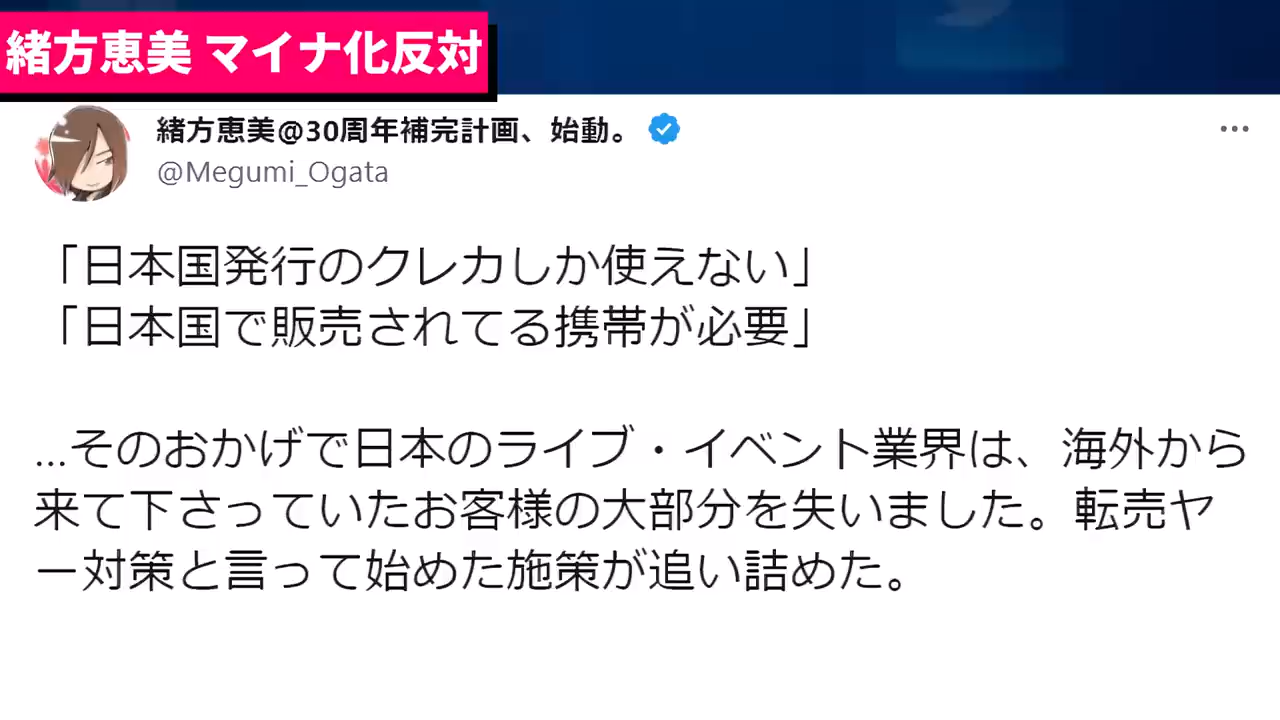 緒方恵美 マイナ化反対
緒方恵美@30周年補完計画、始動。
@Megumi_Ogata
「日本国発行のクレカしか使えない」
「日本国で販売されてる携帯が必要」
...そのおかげで日本のライブ・イベント業界は、海外から
来て下さっていたお客様の大部分を失いました。転売ヤ
ー対策と言って始めた施策が追い詰めた。